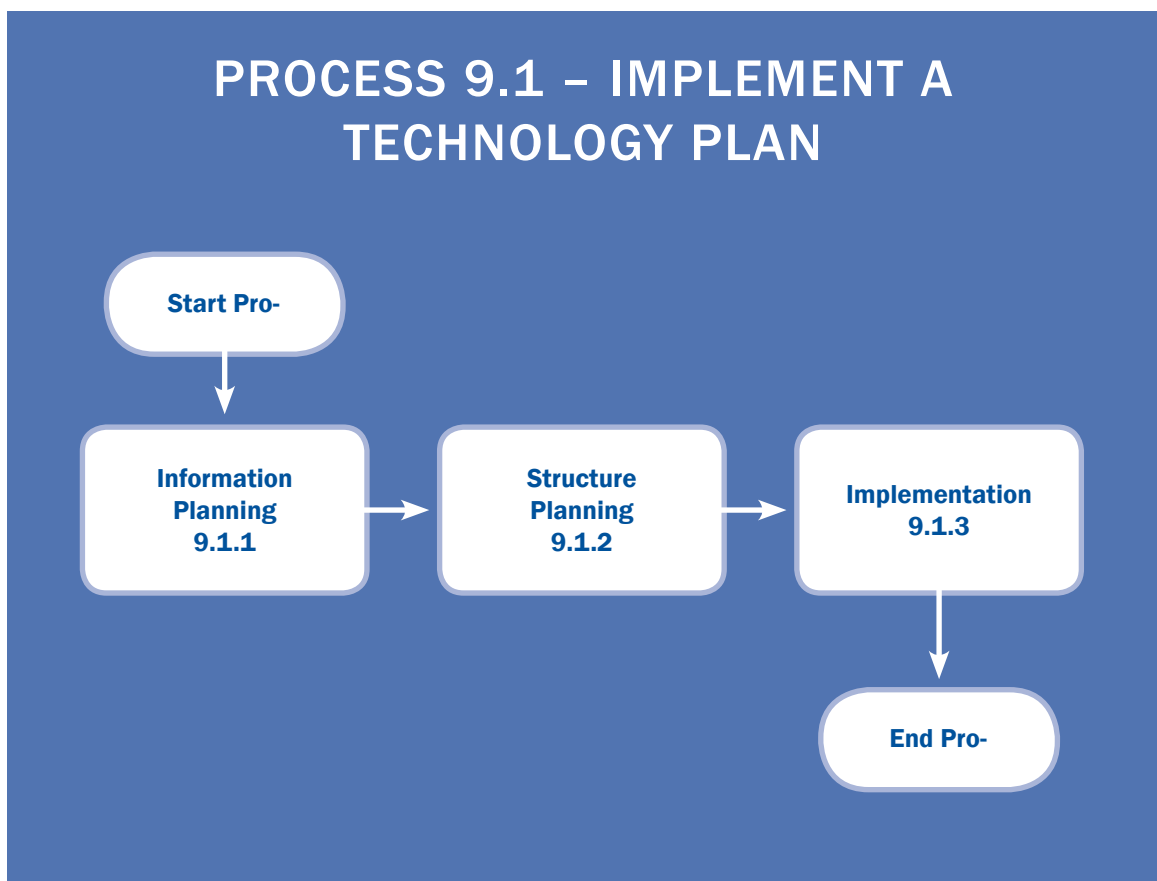 PROCESS 9.1 – IMPLEMENT A
TECHNOLOGY PLAN
Start Pro-
Information
Planning
9.1.1
Structure
Planning
9.1.2
Implementation
9.1.3
End Pro-